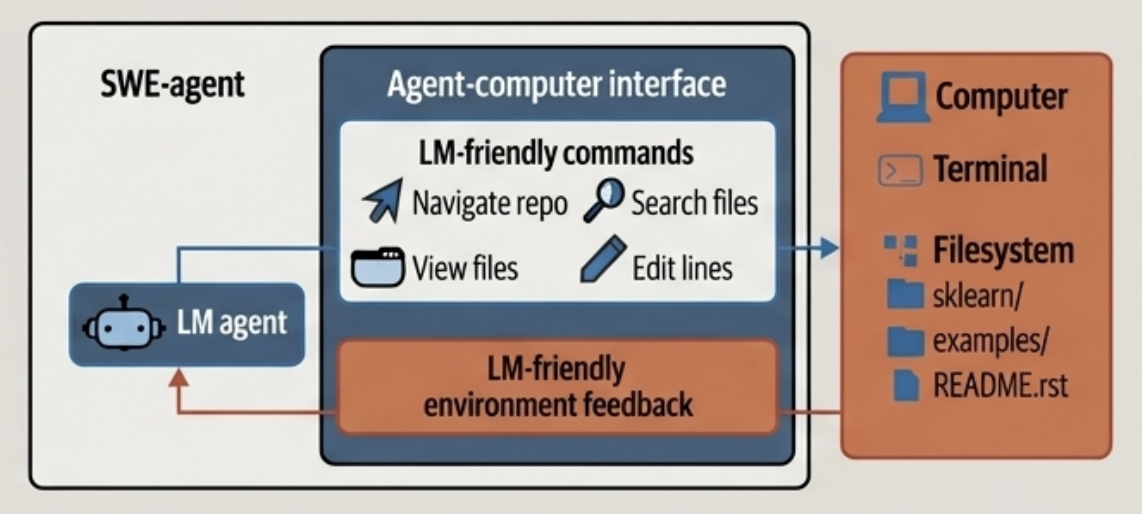 SWE-agent
Agent-computer interface
LM-friendly commands
Navigate repo
Search files
View files
Edit lines
LM agent
LM-friendly
environment feedback
Computer
Terminal
Filesystem
sklearn/
examples/
README.rst